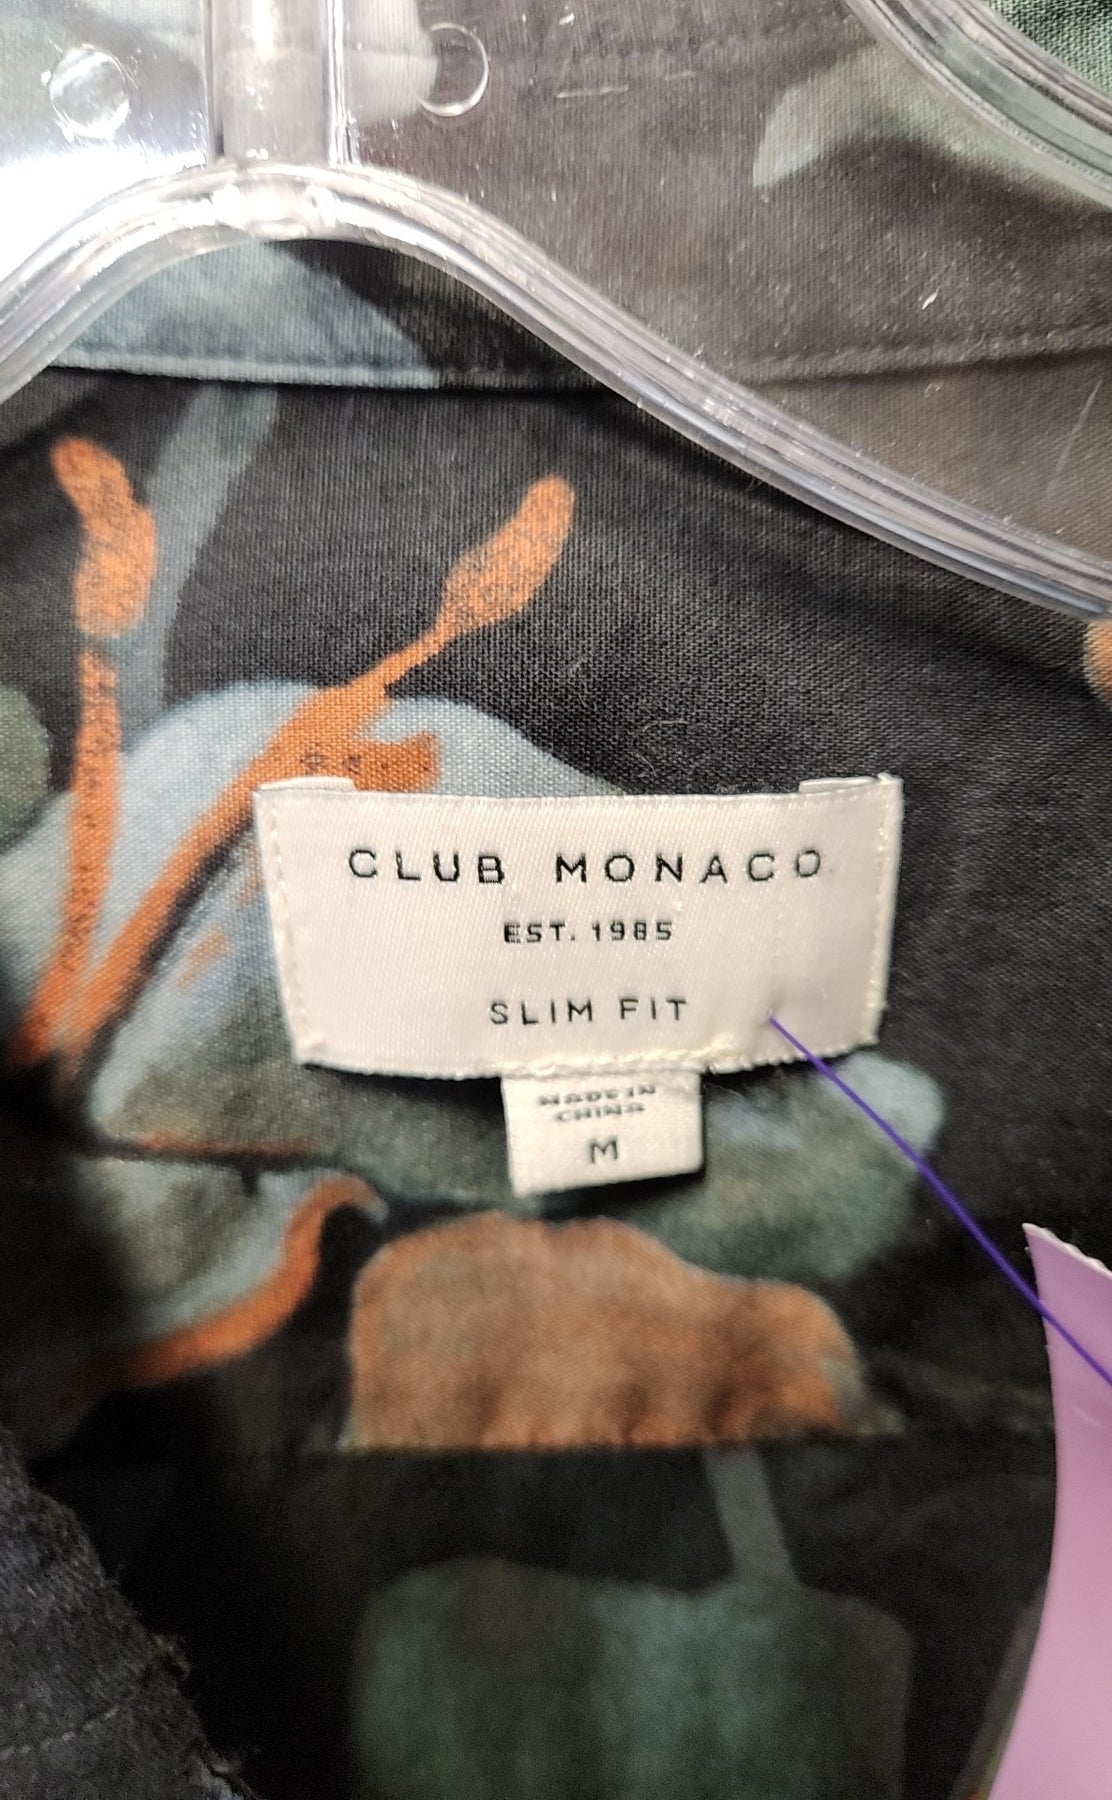 CLUB MONACO
EST. 1985
SLIM FIT
MADE IN
CHINA
M